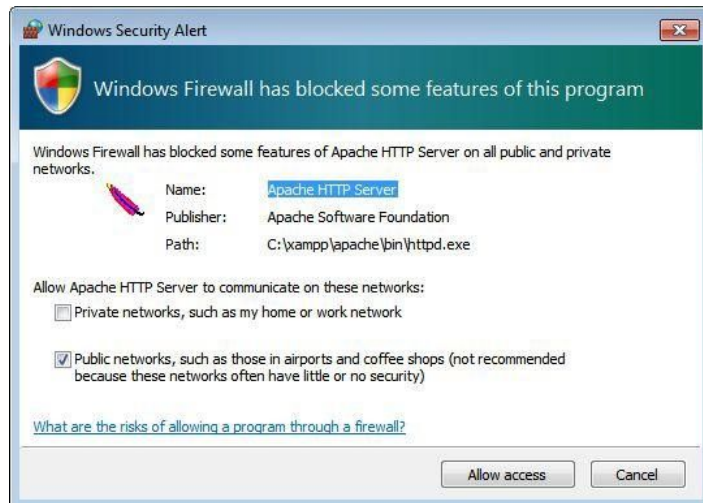 Windows Security Alert
Windows Firewall has blocked some features of this program
Windows Firewall has blocked some features of Apache HTTP Server on all public and private
networks.
Name: Apache HTTP Server
Publisher: Apache Software Foundation
Path: C:\xampp\apache\bin\httpd.exe
Allow Apache HTTP Server to communicate on these networks:
Private networks, such as my home or work network
Public networks, such as those in airports and coffee shops (not recommended
because these networks often have little or no security)
What are the risks of allowing a program through a firewall?
Allow access Cancel